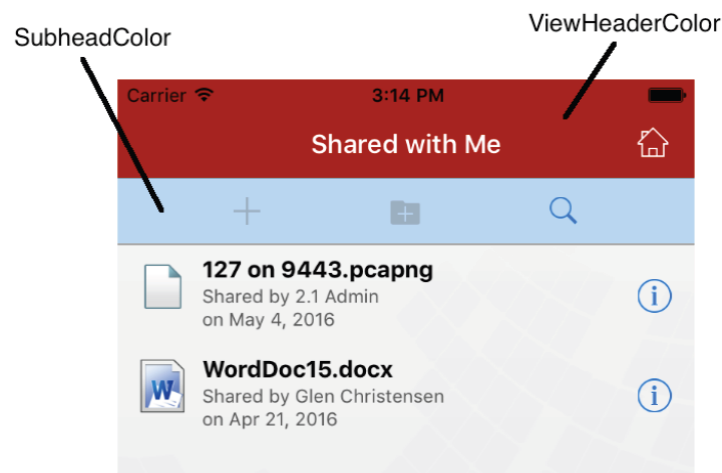 SubheadColor
ViewHeaderColor
Carrier 3:14 PM
Shared with Me
127 on 9443.pcapng
Shared by 2.1 Admin
on May 4, 2016
W
WordDoc15.docx
Shared by Glen Christensen
on Apr 21, 2016